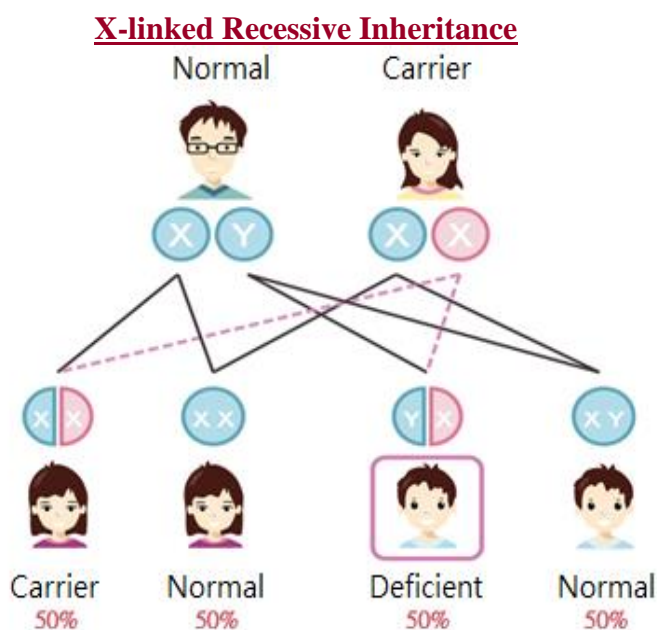 X-linked Recessive Inheritance
Normal Carrier
X Y X X
X X X X Y X X Y
Carrier Normal Deficient Normal
50% 50% 50% 50%